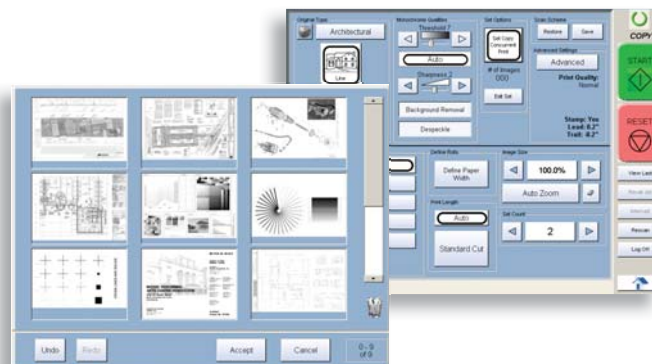 Original Type
Architectural
Line
Monochrome Qualities
Threshold 7
Auto
Sharpness 2
Background Removal
Despeckle
Set Options
Set Copy
Concurrent
Print
# of Images
000
Exit Set
Scan Scheme
Restore
Save
Advanced Settings
Advanced
Print Quality:
Normal
Stamp: You
Lead: 0.2"
Trail: 0.2"
COPY
START
RESET
View Last
Rescan
Log Off
Define Rolls
Define Paper
Width
Print Length
Auto
Standard Cut
Image Size
100.0%
Auto Zoom
Set Count
2
Undo
Redo
Accept
Cancel
0 - 9
of 9